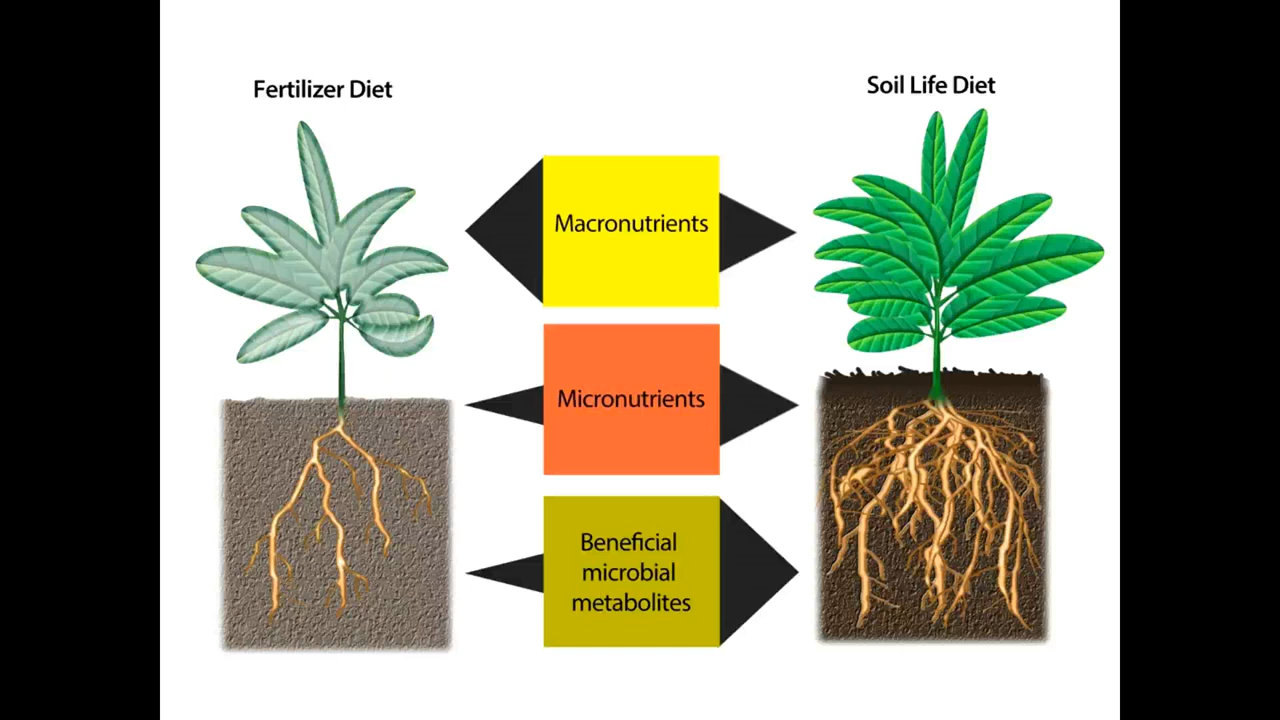 Fertilizer Diet
Soil Life Diet
Macronutrients
Micronutrients
Beneficial
microbial
metabolites